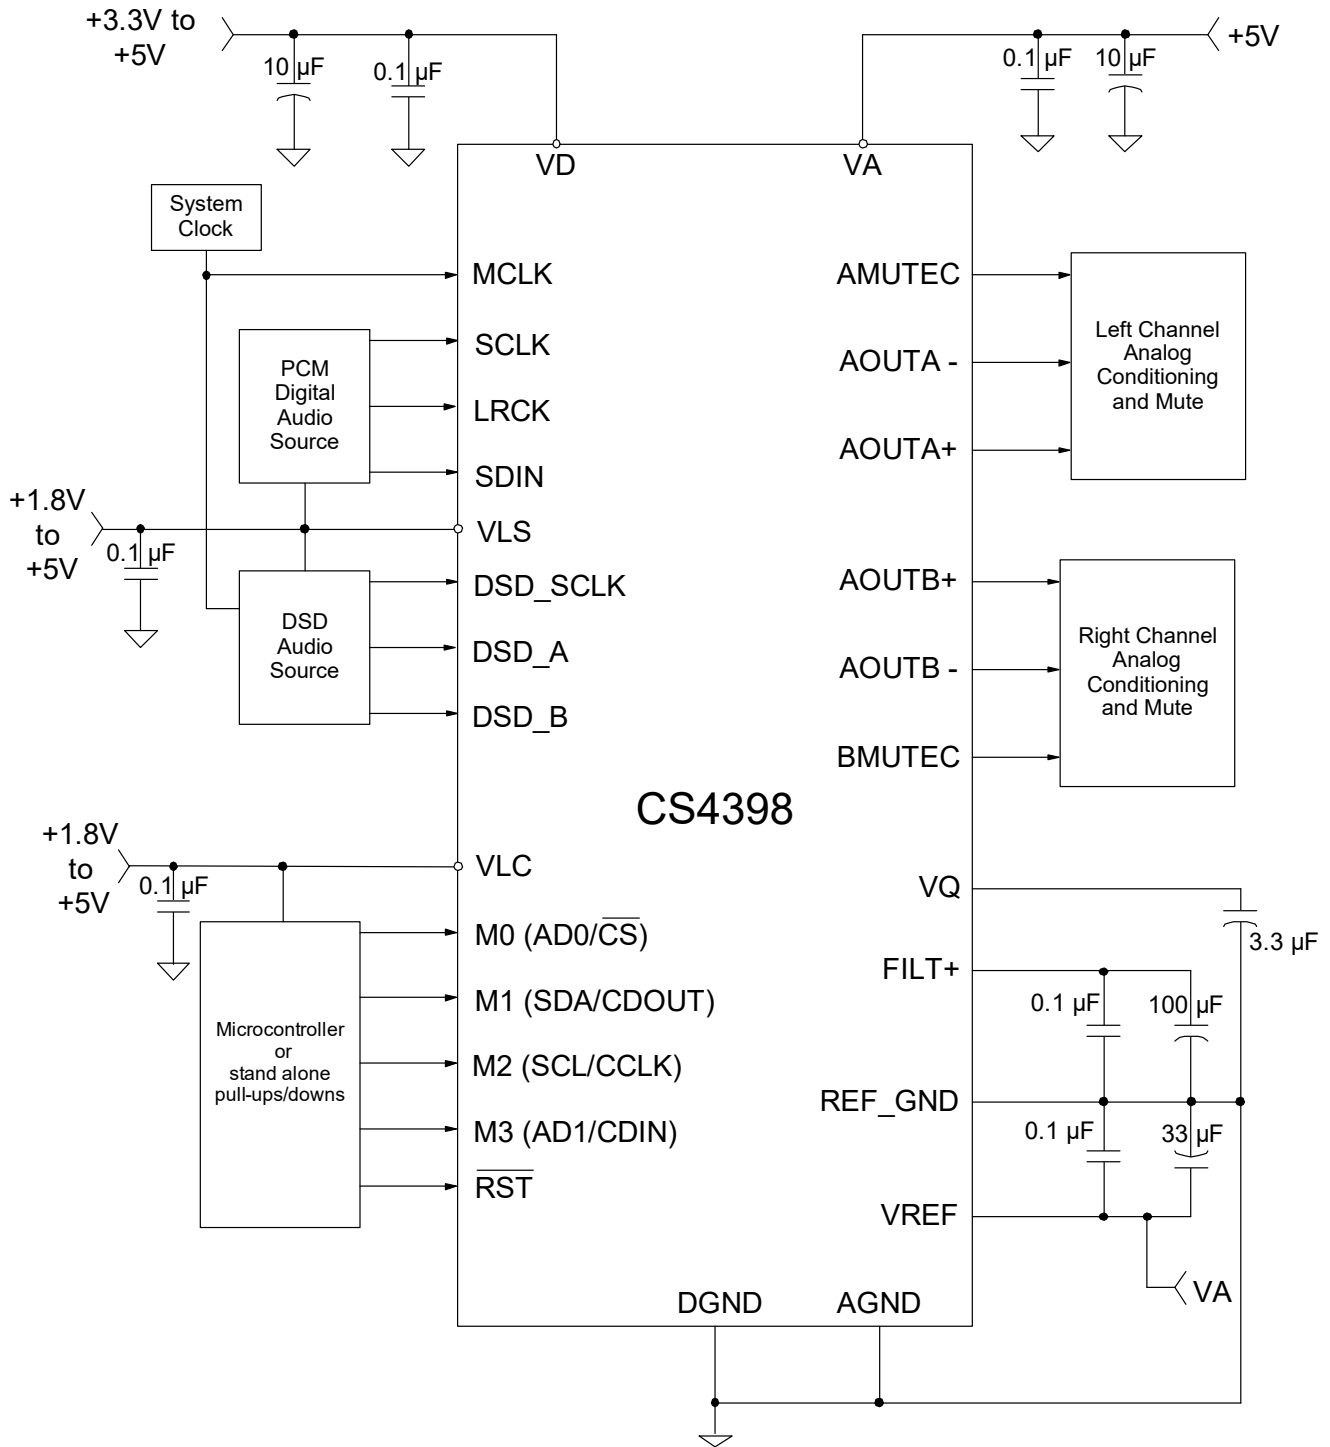 +3.3V to
+5V
10 µF
0.1 µF
0.1 µF
10 µF
+5V
VD
VA
System
Clock
MCLK
AMUTEC
SCLK
PCM
Digital
Audio
Source
LRCK
SDIN
AOUTA -
AOUTA+
Left Channel
Analog
Conditioning
and Mute
+1.8V
to
+5V
0.1 µF
VLS
DSD_SCLK
DSD
Audio
Source
DSD_A
DSD_B
AOUTB+
AOUTB -
BMUTEC
Right Channel
Analog
Conditioning
and Mute
CS4398
+1.8V
to
+5V
0.1 µF
VLC
M0 (AD0/C̅S̅)
M1 (SDA/CDOUT)
M2 (SCL/CCLK)
M3 (AD1/CDIN)
R̅S̅T̅
Microcontroller
or
stand alone
pull-ups/downs
VQ
3.3 µF
FILT+
0.1 µF
100 µF
REF_GND
0.1 µF
33 µF
VREF
VA
DGND
AGND